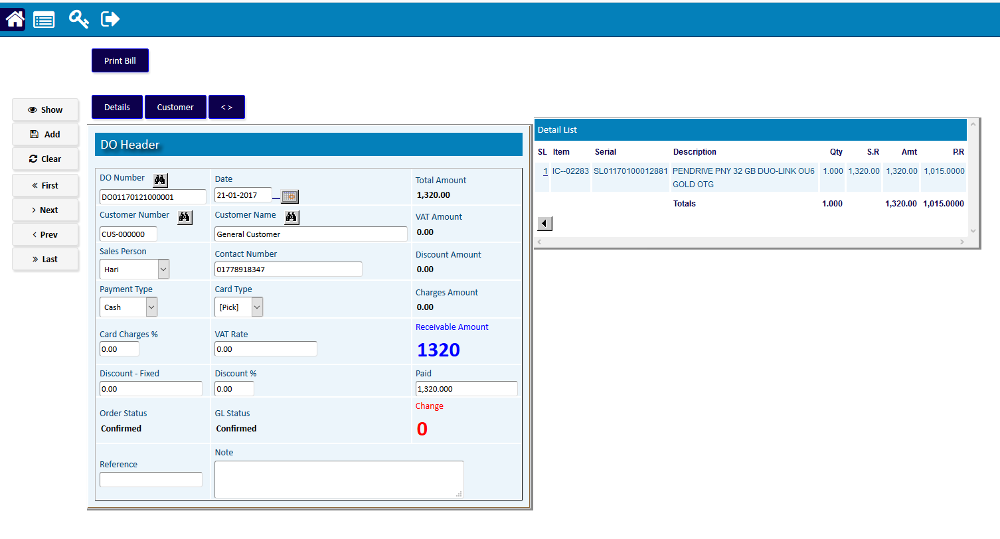 Print Bill
Details Customer < >
Show
Add
Clear
« First
> Next
< Prev
» Last
DO Header
DO Number
DO01170121000001
Date
21-01-2017
Total Amount
1,320.00
Customer Number
CUS-000000
Customer Name
General Customer
VAT Amount
0.00
Sales Person
Hari
Contact Number
01778918347
Discount Amount
0.00
Payment Type
Cash
Card Type
[Pick]
Charges Amount
0.00
Card Charges %
0.00
VAT Rate
0.00
Receivable Amount
1320
Discount - Fixed
0.00
Discount %
0.00
Paid
1,320.000
Order Status
Confirmed
GL Status
Confirmed
Change
0
Reference
Note
Detail List
SL Item Serial Description Qty S.R Amt P.R
1 IC--02283 SL01170100012881 PENDRIVE PNY 32 GB DUO-LINK OU6 1.000 1,320.00 1,320.00 1,015.0000
GOLD OTG
Totals 1.000 1,320.00 1,015.0000